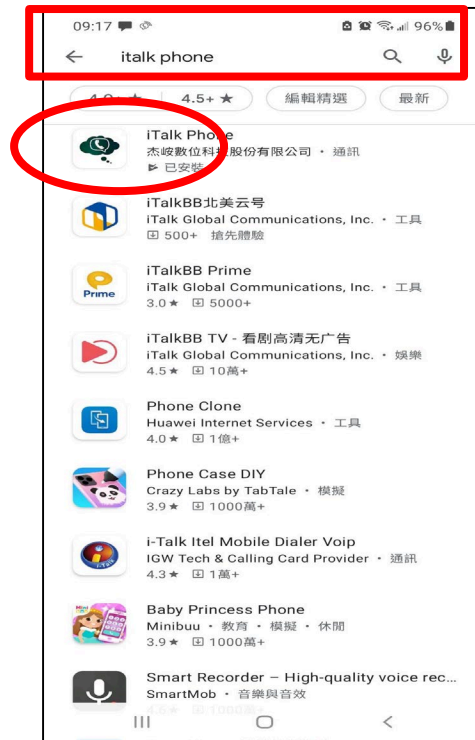 09:17 96%
italk phone
4.0+ ★ 4.5+ ★ 編輯精選 最新
iTalk Phone
杰峻數位科技股份有限公司 · 通訊
已安裝
iTalkBB北美云号
iTalk Global Communications, Inc. · 工具
500+ 搶先體驗
Prime
iTalkBB Prime
iTalk Global Communications, Inc. · 工具
3.0 ★ 5000+
iTalkBB TV - 看剧高清无广告
iTalk Global Communications, Inc. · 娛樂
4.5 ★ 10萬+
Phone Clone
Huawei Internet Services · 工具
4.0 ★ 1億+
Phone Case DIY
Crazy Labs by TabTale · 模擬
3.9 ★ 1000萬+
i-Talk Itel Mobile Dialer Voip
IGW Tech & Calling Card Provider · 通訊
4.3 ★ 1萬+
Baby Princess Phone
Minibuu · 教育 · 模擬 · 休閒
3.9 ★ 1000萬+
Smart Recorder – High-quality voice rec...
SmartMob · 音樂與音效